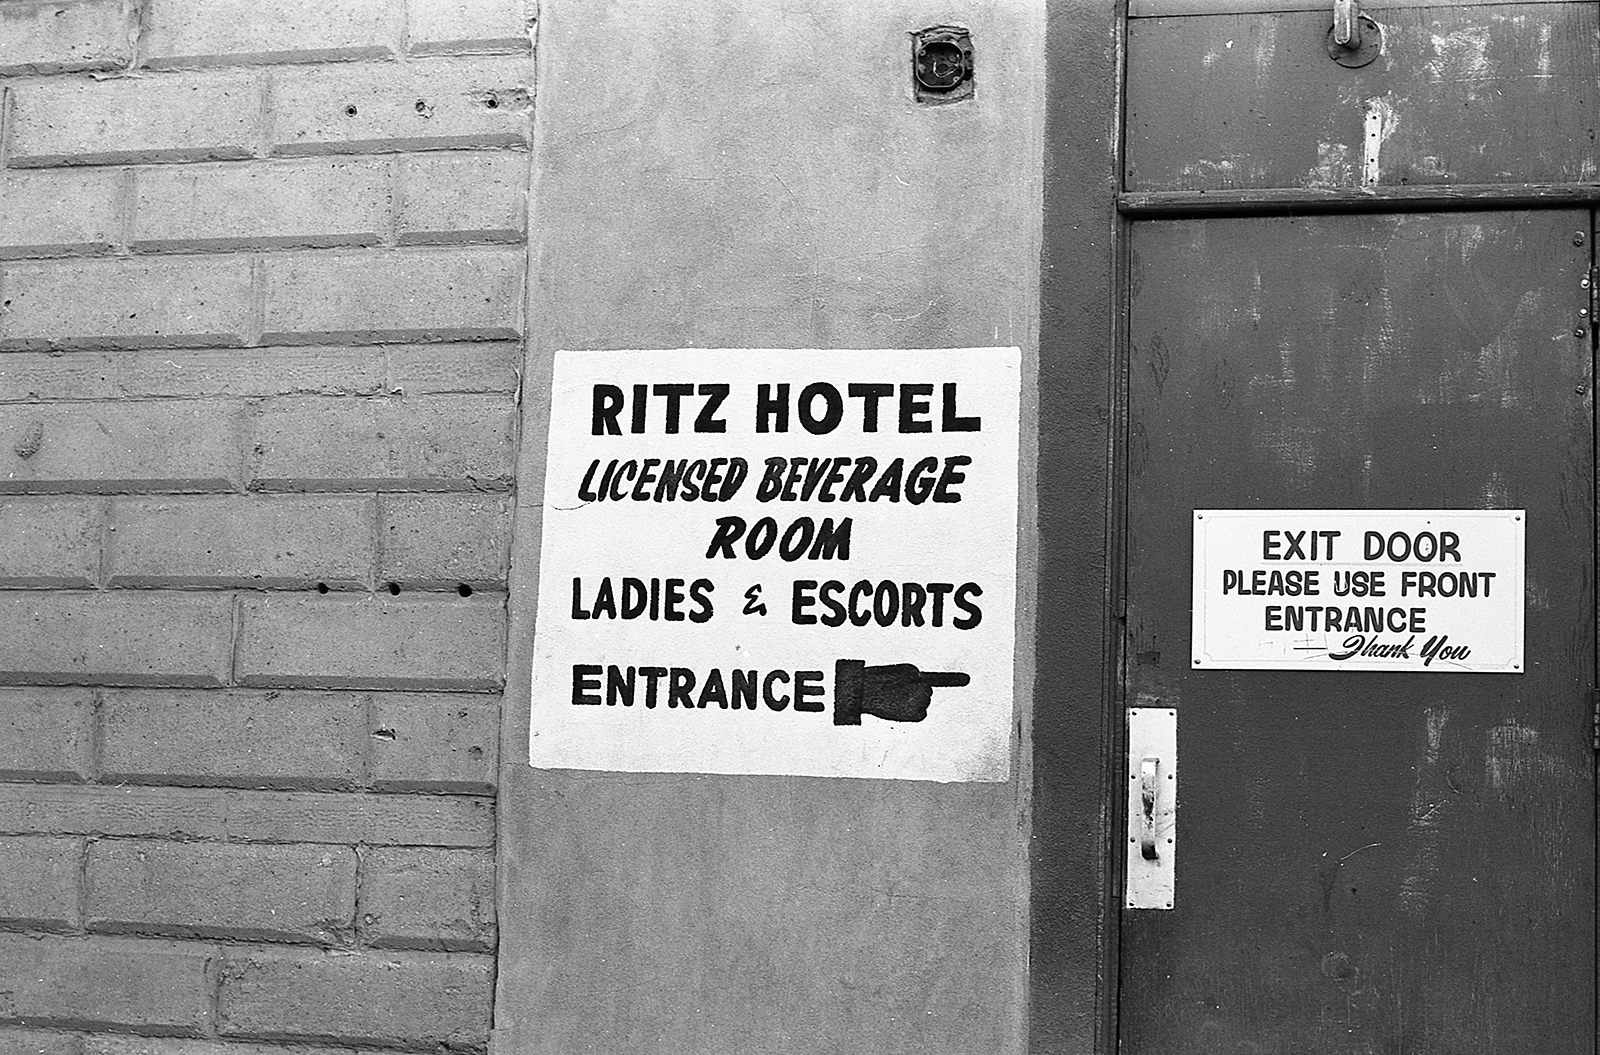 RITZ HOTEL
LICENSED BEVERAGE
ROOM
LADIES & ESCORTS
ENTRANCE
EXIT DOOR
PLEASE USE FRONT
ENTRANCE
Thank You